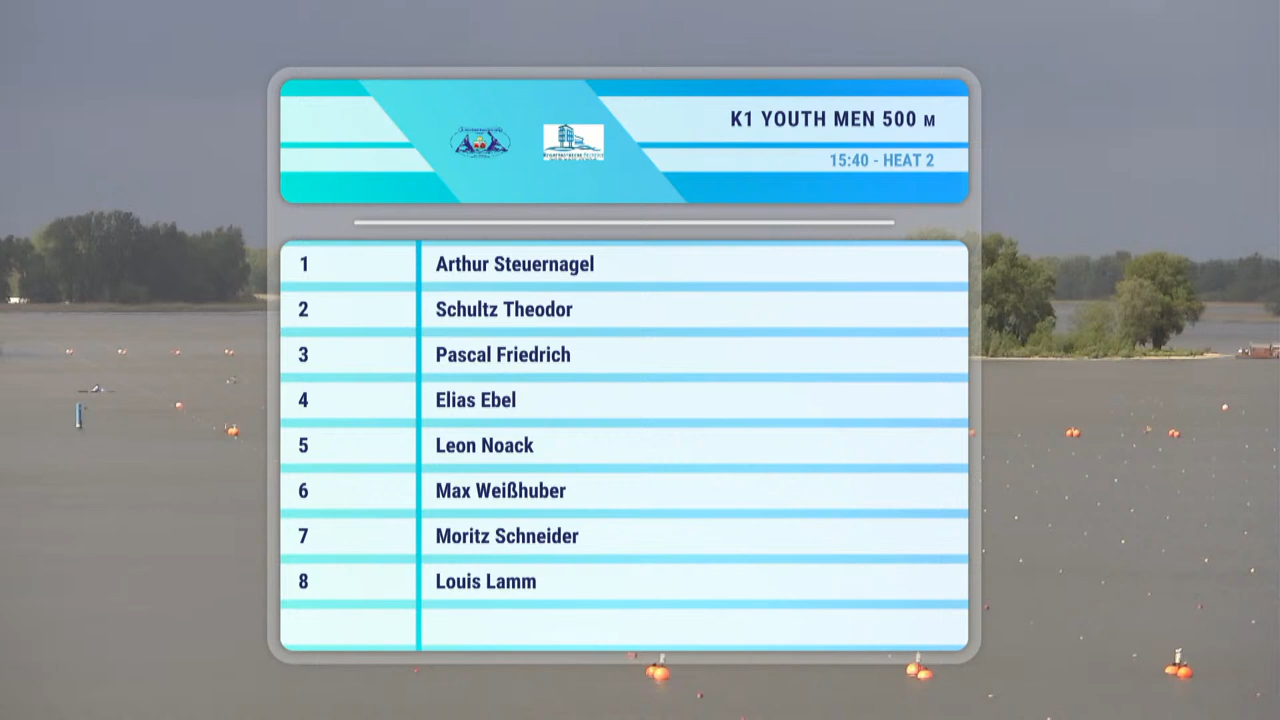 K1 YOUTH MEN 500 M
15:40 - HEAT 2
1 Arthur Steuernagel
2 Schultz Theodor
3 Pascal Friedrich
4 Elias Ebel
5 Leon Noack
6 Max Weißhuber
7 Moritz Schneider
8 Louis Lamm